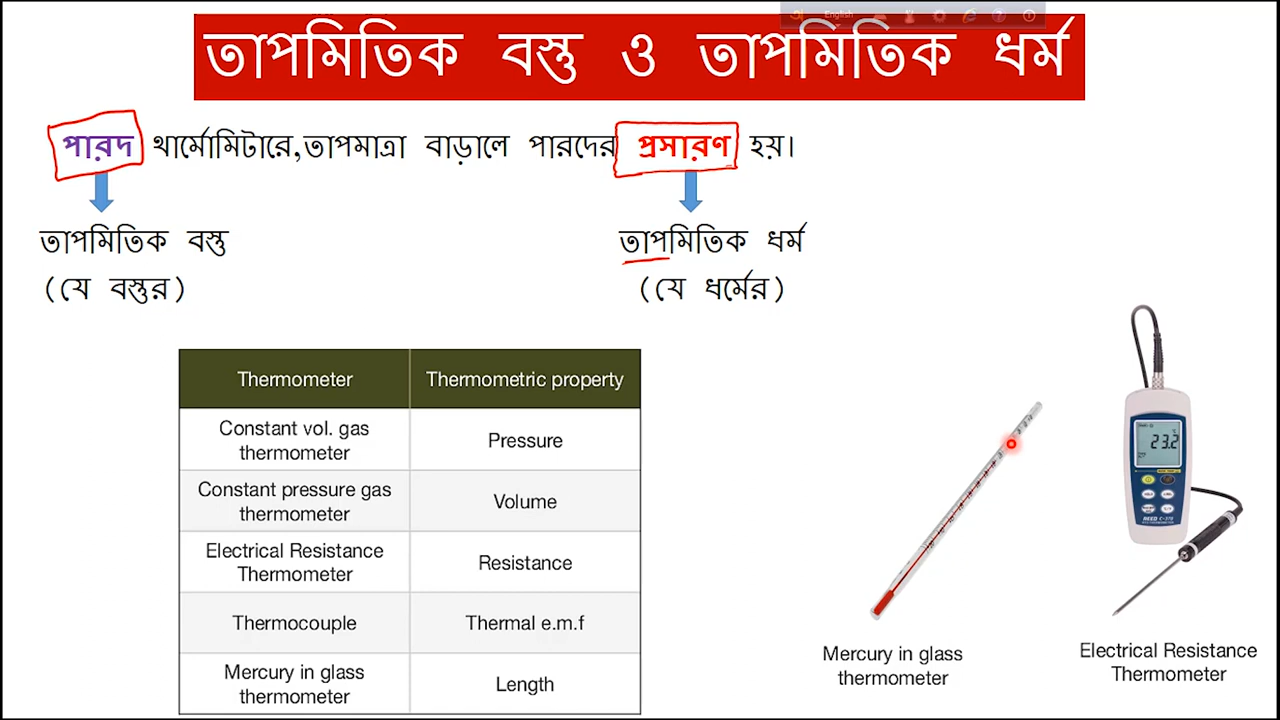 English
তাপমিতিক বস্তু ও তাপমিতিক ধর্ম
পারদ থার্মোমিটারে,তাপমাত্রা বাড়ালে পারদের প্রসারণ হয়।
তাপমিতিক বস্তু
(যে বস্তুর)
তাপমিতিক ধর্ম
(যে ধর্মের)
Thermometer
Thermometric property
Constant vol. gas
thermometer
Pressure
Constant pressure gas
thermometer
Volume
Electrical Resistance
Thermometer
Resistance
Thermocouple
Thermal e.m.f
Mercury in glass
thermometer
Length
Mercury in glass
thermometer
23.2
REED
Electrical Resistance
Thermometer